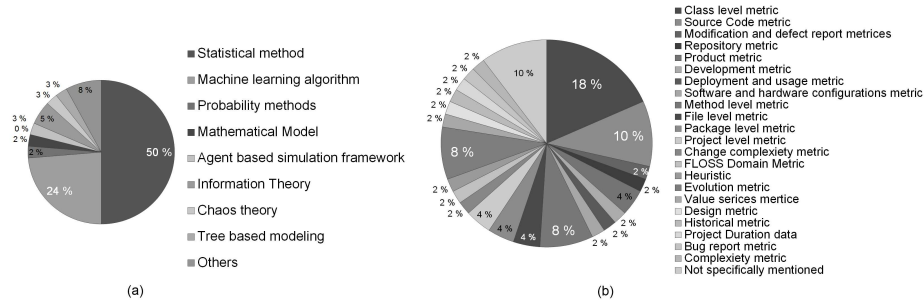 3 %
3 %
8 %
3 %
5 %
0 %
2 %
2 %
50 %
24 %
Statistical method
Machine learning algorithm
Probability methods
Mathematical Model
Agent based simulation framework
Information Theory
Chaos theory
Tree based modeling
Others
(a)
2 %
2 %
2 %
2 %
2 %
2 %
10 %
18 %
8 %
10 %
2 %
2 %
4 %
2 %
2 %
2 %
2 %
2 %
2 %
4 %
4 %
4 %
8 %
(b)
Class level metric
Source Code metric
Modification and defect report metrices
Repository metric
Product metric
Development metric
Deployment and usage metric
Software and hardware configurations metric
Method level metric
File level metric
Package level metric
Project level metric
Change complexiety metric
FLOSS Domain Metric
Heuristic
Evolution metric
Value serices mertice
Design metric
Historical metric
Project Duration data
Bug report metric
Complexiety metric
Not specifically mentioned